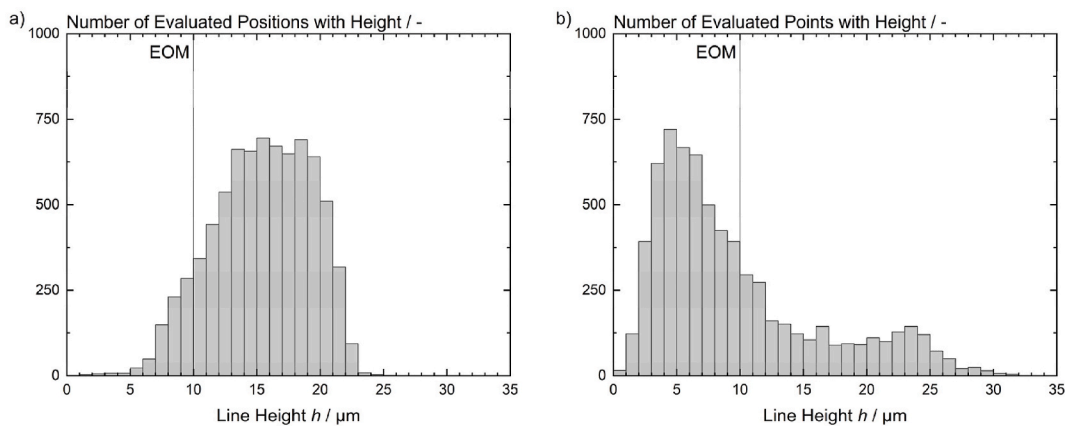 a) Number of Evaluated Positions with Height / -
1000
750
500
250
0
EOM
0 5 10 15 20 25 30 35
Line Height h / µm
b) Number of Evaluated Points with Height / -
1000
750
500
250
0
EOM
0 5 10 15 20 25 30 35
Line Height h / µm